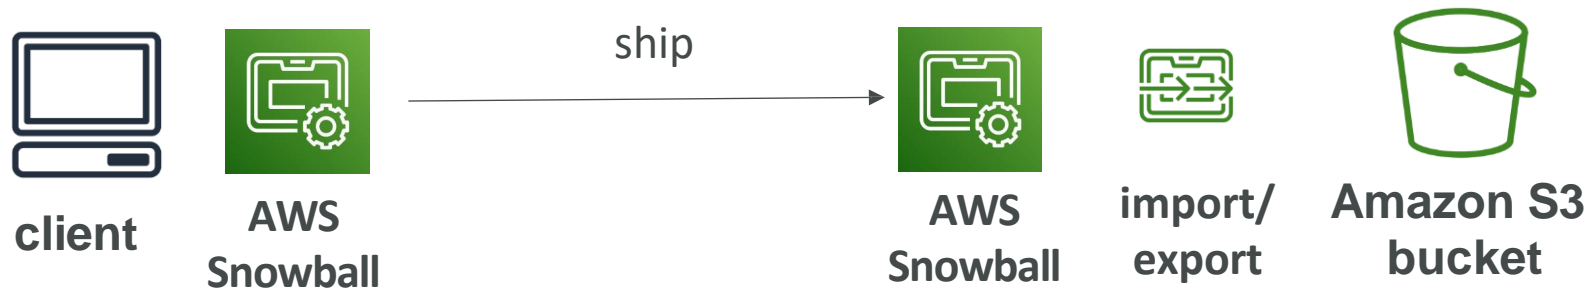 ship
client
AWS
Snowball
AWS
Snowball
import/
export
Amazon S3
bucket